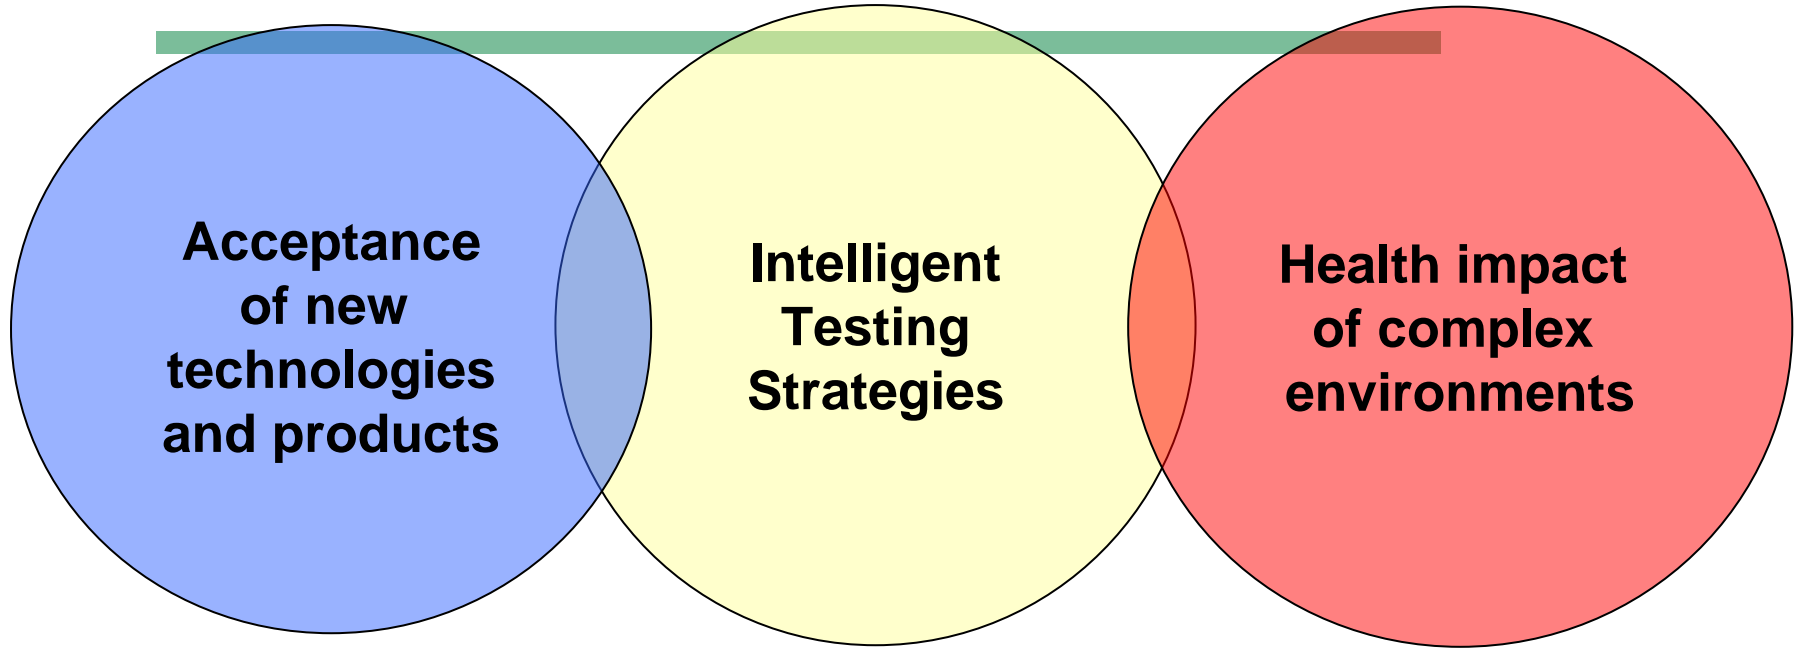 Acceptance
of new
technologies
and products
Intelligent
Testing
Strategies
Health impact
of complex
environments